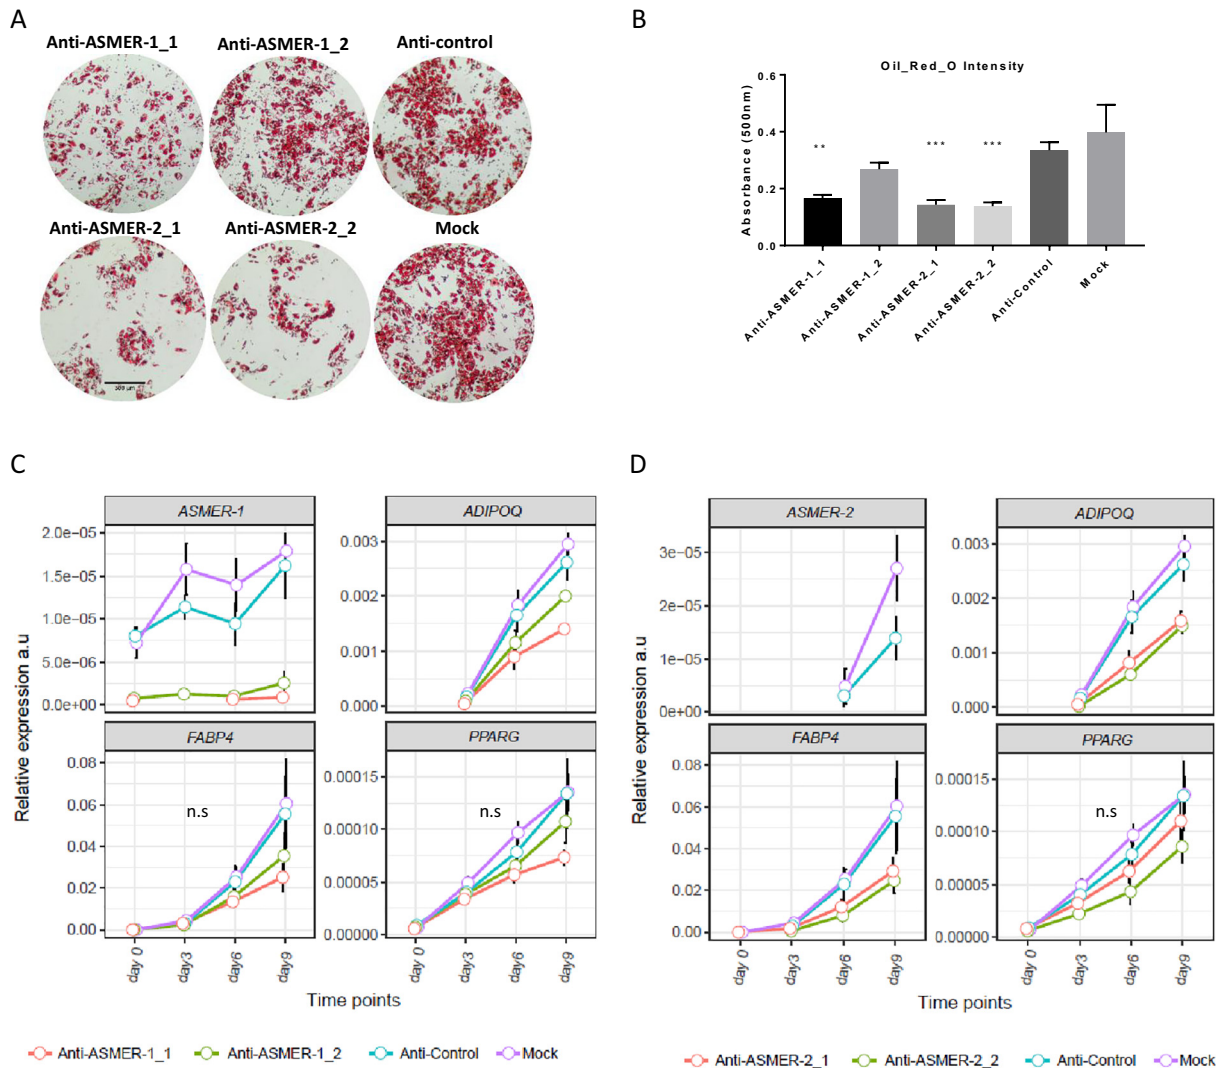 A
Anti-ASMER-1_1
Anti-ASMER-1_2
Anti-control
Anti-ASMER-2_1
Anti-ASMER-2_2
Mock
B
Oil_Red_O Intensity
Absorbance (500nm)
0.6
0.4
0.2
0.0
**
***
***
Anti-ASMER-1_1
Anti-ASMER-1_2
Anti-ASMER-2_1
Anti-ASMER-2_2
Anti-Control
Mock
C
Relative expression a.u
ASMER-1
2.0e-05
1.5e-05
1.0e-05
5.0e-06
0.0e+00
ADIPOQ
0.003
0.002
0.001
0.000
FABP4
0.08
0.06
0.04
0.02
0.00
n.s
PPARG
0.00015
0.00010
0.00005
0.00000
n.s
day 0
day3
day6
day9
day 0
day3
day6
day9
Time points
Anti-ASMER-1_1
Anti-ASMER-1_2
Anti-Control
Mock
D
Relative expression a.u
ASMER-2
3e-05
2e-05
1e-05
0e+00
ADIPOQ
0.003
0.002
0.001
0.000
FABP4
0.08
0.06
0.04
0.02
0.00
PPARG
0.00015
0.00010
0.00005
0.00000
n.s
day 0
day3
day6
day9
day 0
day3
day6
day9
Time points
Anti-ASMER-2_1
Anti-ASMER-2_2
Anti-Control
Mock